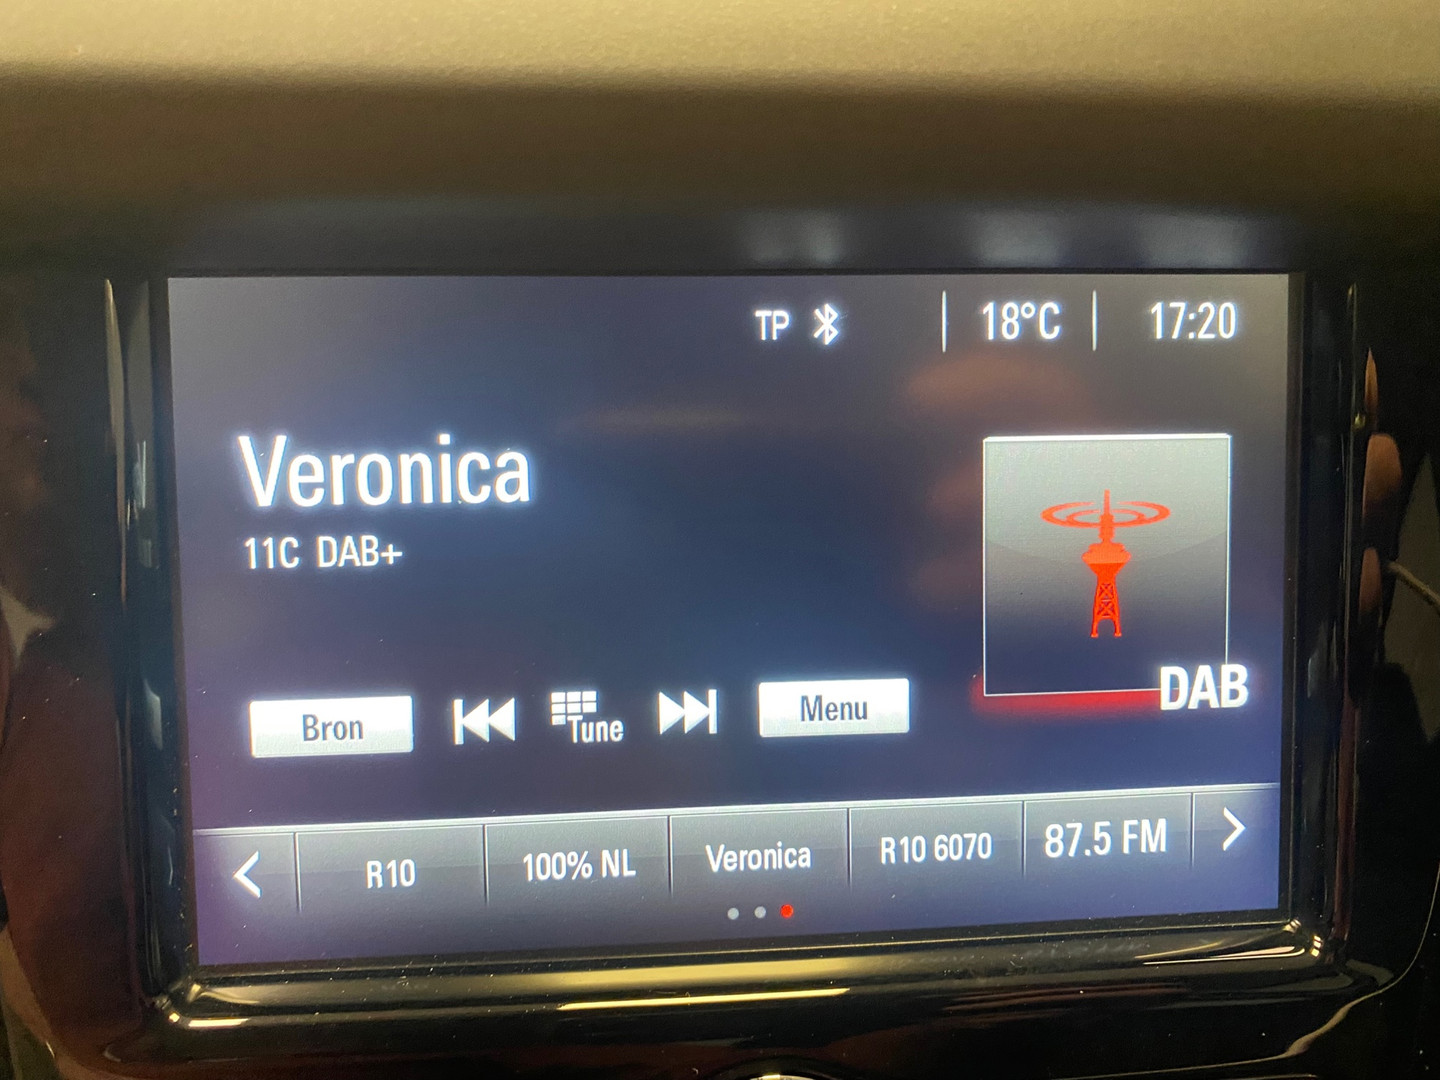 TP 18°C 17:20
Veronica
11C DAB+
DAB
Bron Tune Menu
R10 100% NL Veronica R10 6070 87.5 FM